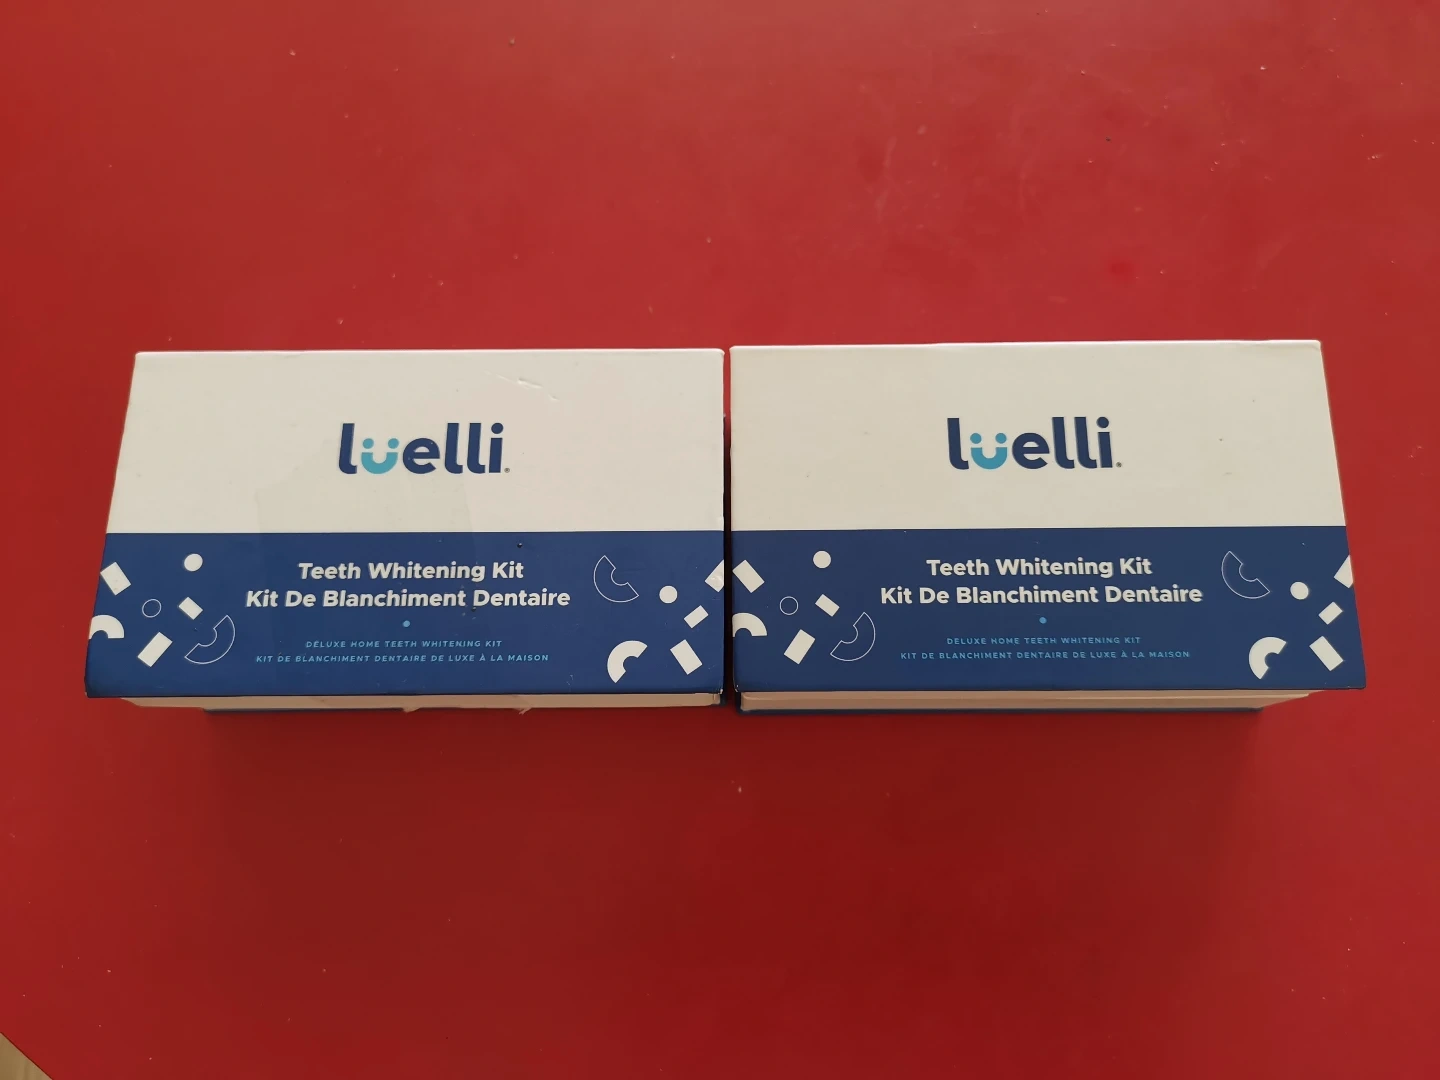 lüelli®
Teeth Whitening Kit
Kit De Blanchiment Dentaire
DELUXE HOME TEETH WHITENING KIT
KIT DE BLANCHIMENT DENTAIRE DE LUXE À LA MAISON
lüelli®
Teeth Whitening Kit
Kit De Blanchiment Dentaire
DELUXE HOME TEETH WHITENING KIT
KIT DE BLANCHIMENT DENTAIRE DE LUXE À LA MAISON